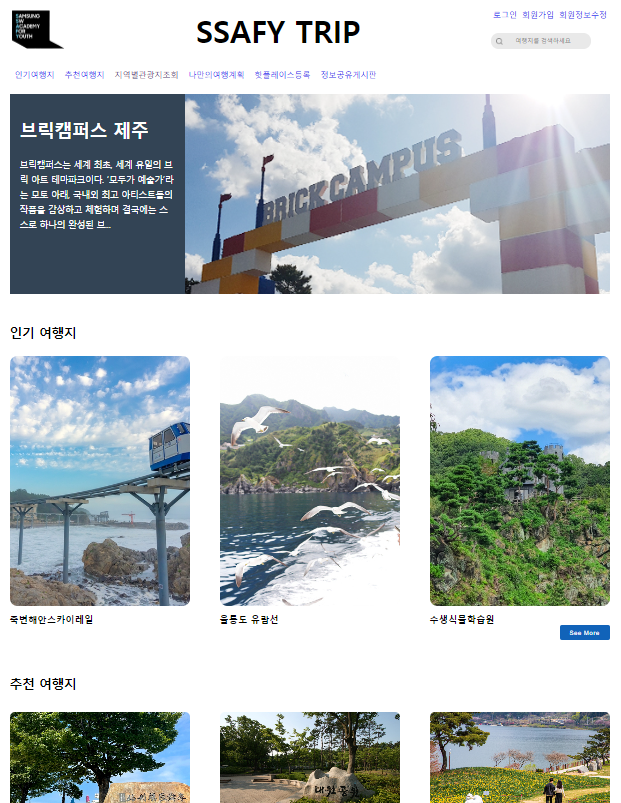 SAMSUNG
SW
ACADEMY
FOR
YOUTH
SSAFY TRIP
로그인 회원가입 회원정보수정
여행지를 검색하세요
인기여행지 추천여행지 지역별관광지조회 나만의여행계획 핫플레이스등록 정보공유게시판
브릭캠퍼스 제주
브릭캠퍼스는 세계 최초, 세계 유일의 브
릭 아트 테마파크이다. '모두가 예술가'라
는 모토 아래, 국내외 최고 아티스트들의
작품을 감상하고 체험하며 결국에는 스
스로 하나의 완성된 브...
BRICK CAMPUS
인기 여행지
죽변해안스카이레일
울릉도 유람선
수생식물학습원
See More
추천 여행지